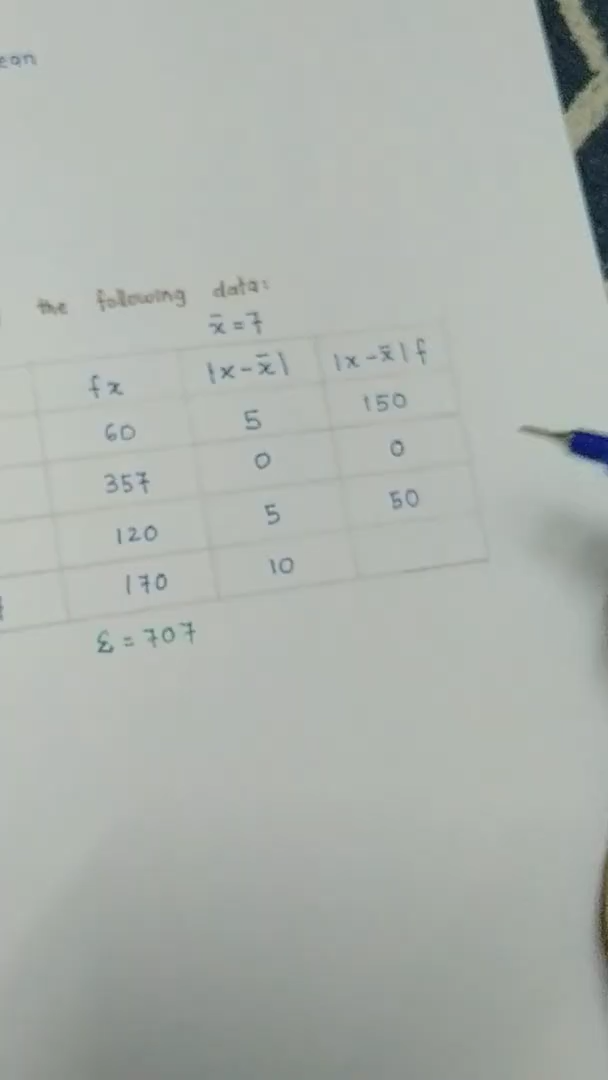 ean
the following data:
x̄ = 7
fx |x-x̄| |x-x̄|f
60 5 150
357 0 0
120 5 50
170 10
Σ = 707